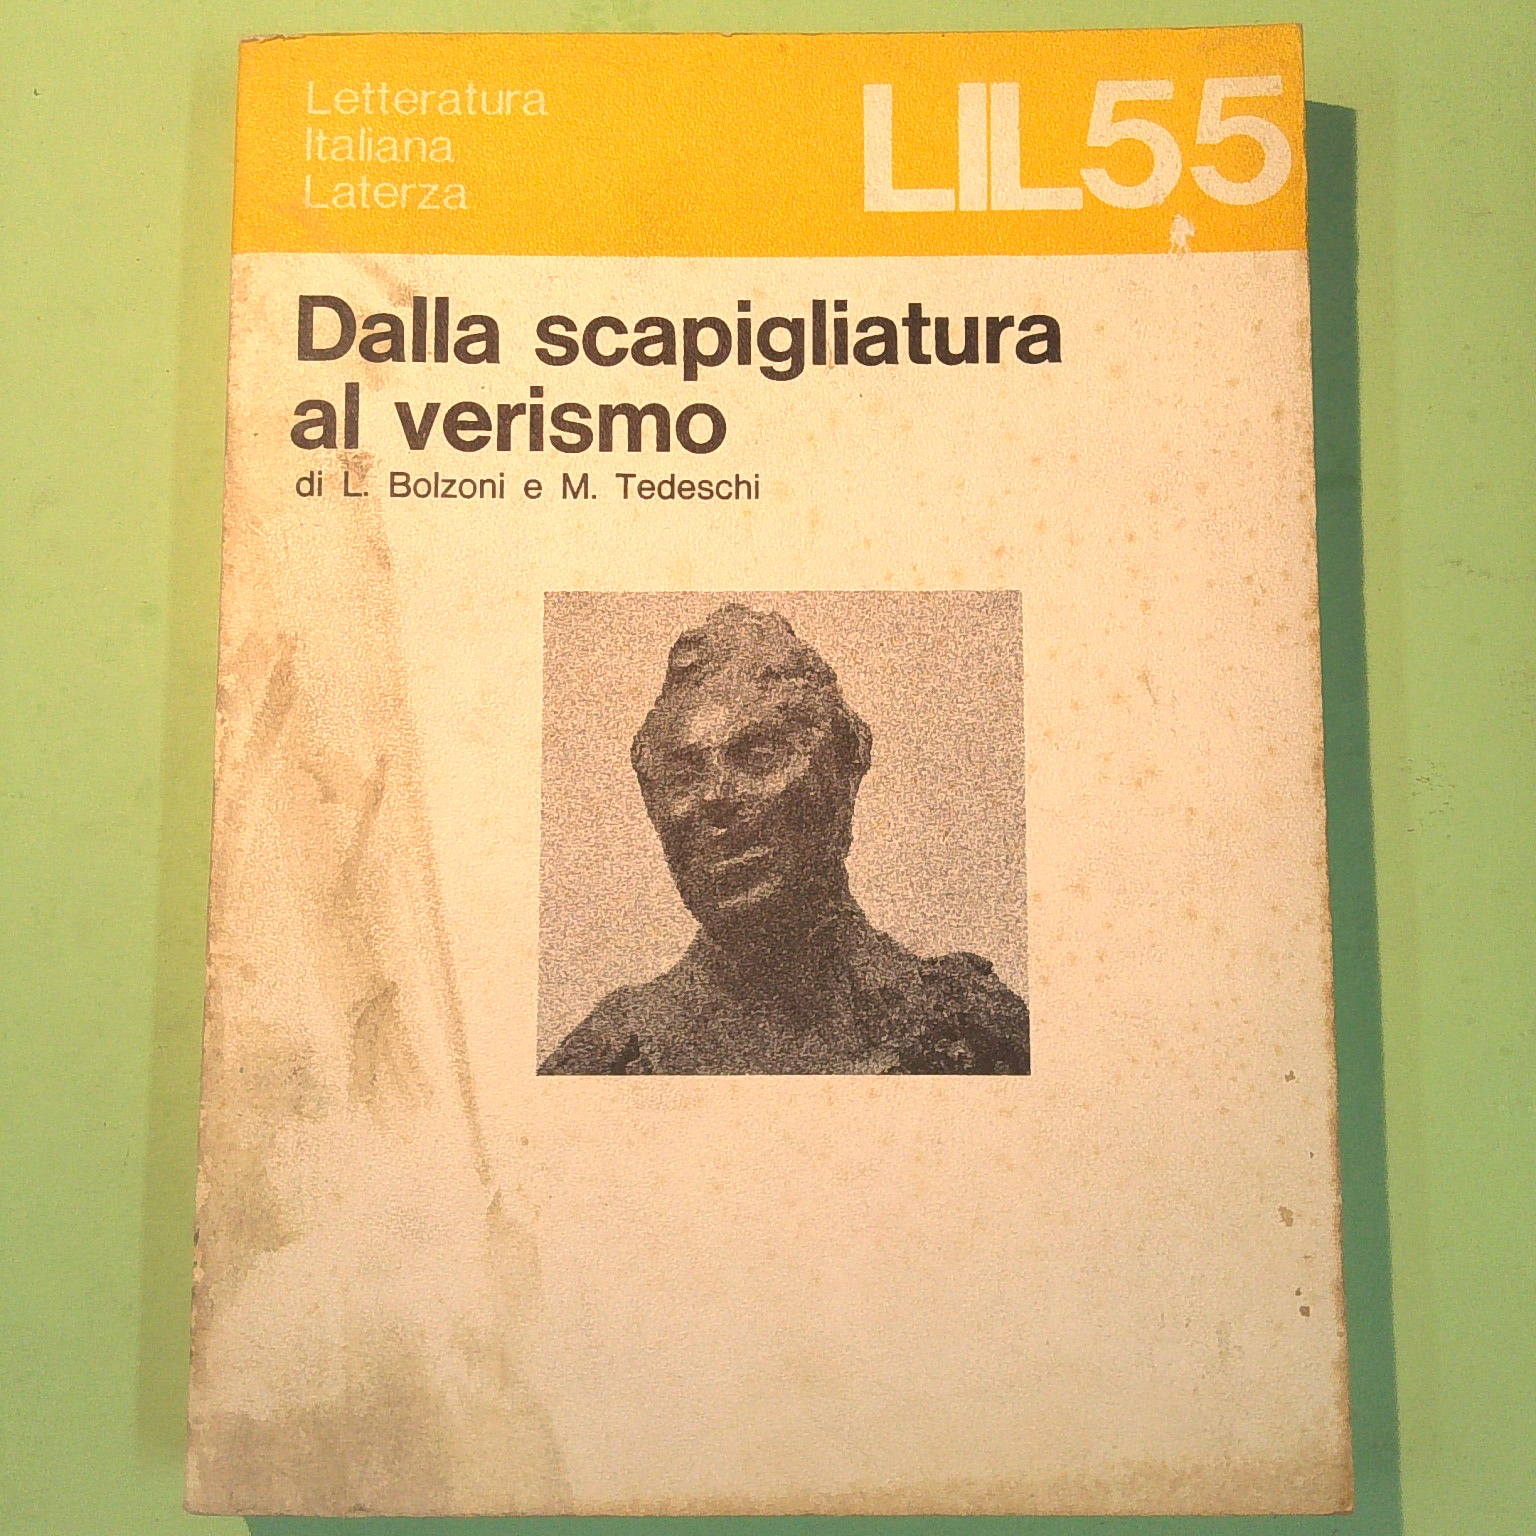 Letteratura
Italiana
Laterza
LIL55
Dalla scapigliatura
al verismo
di L. Bolzoni e M. Tedeschi